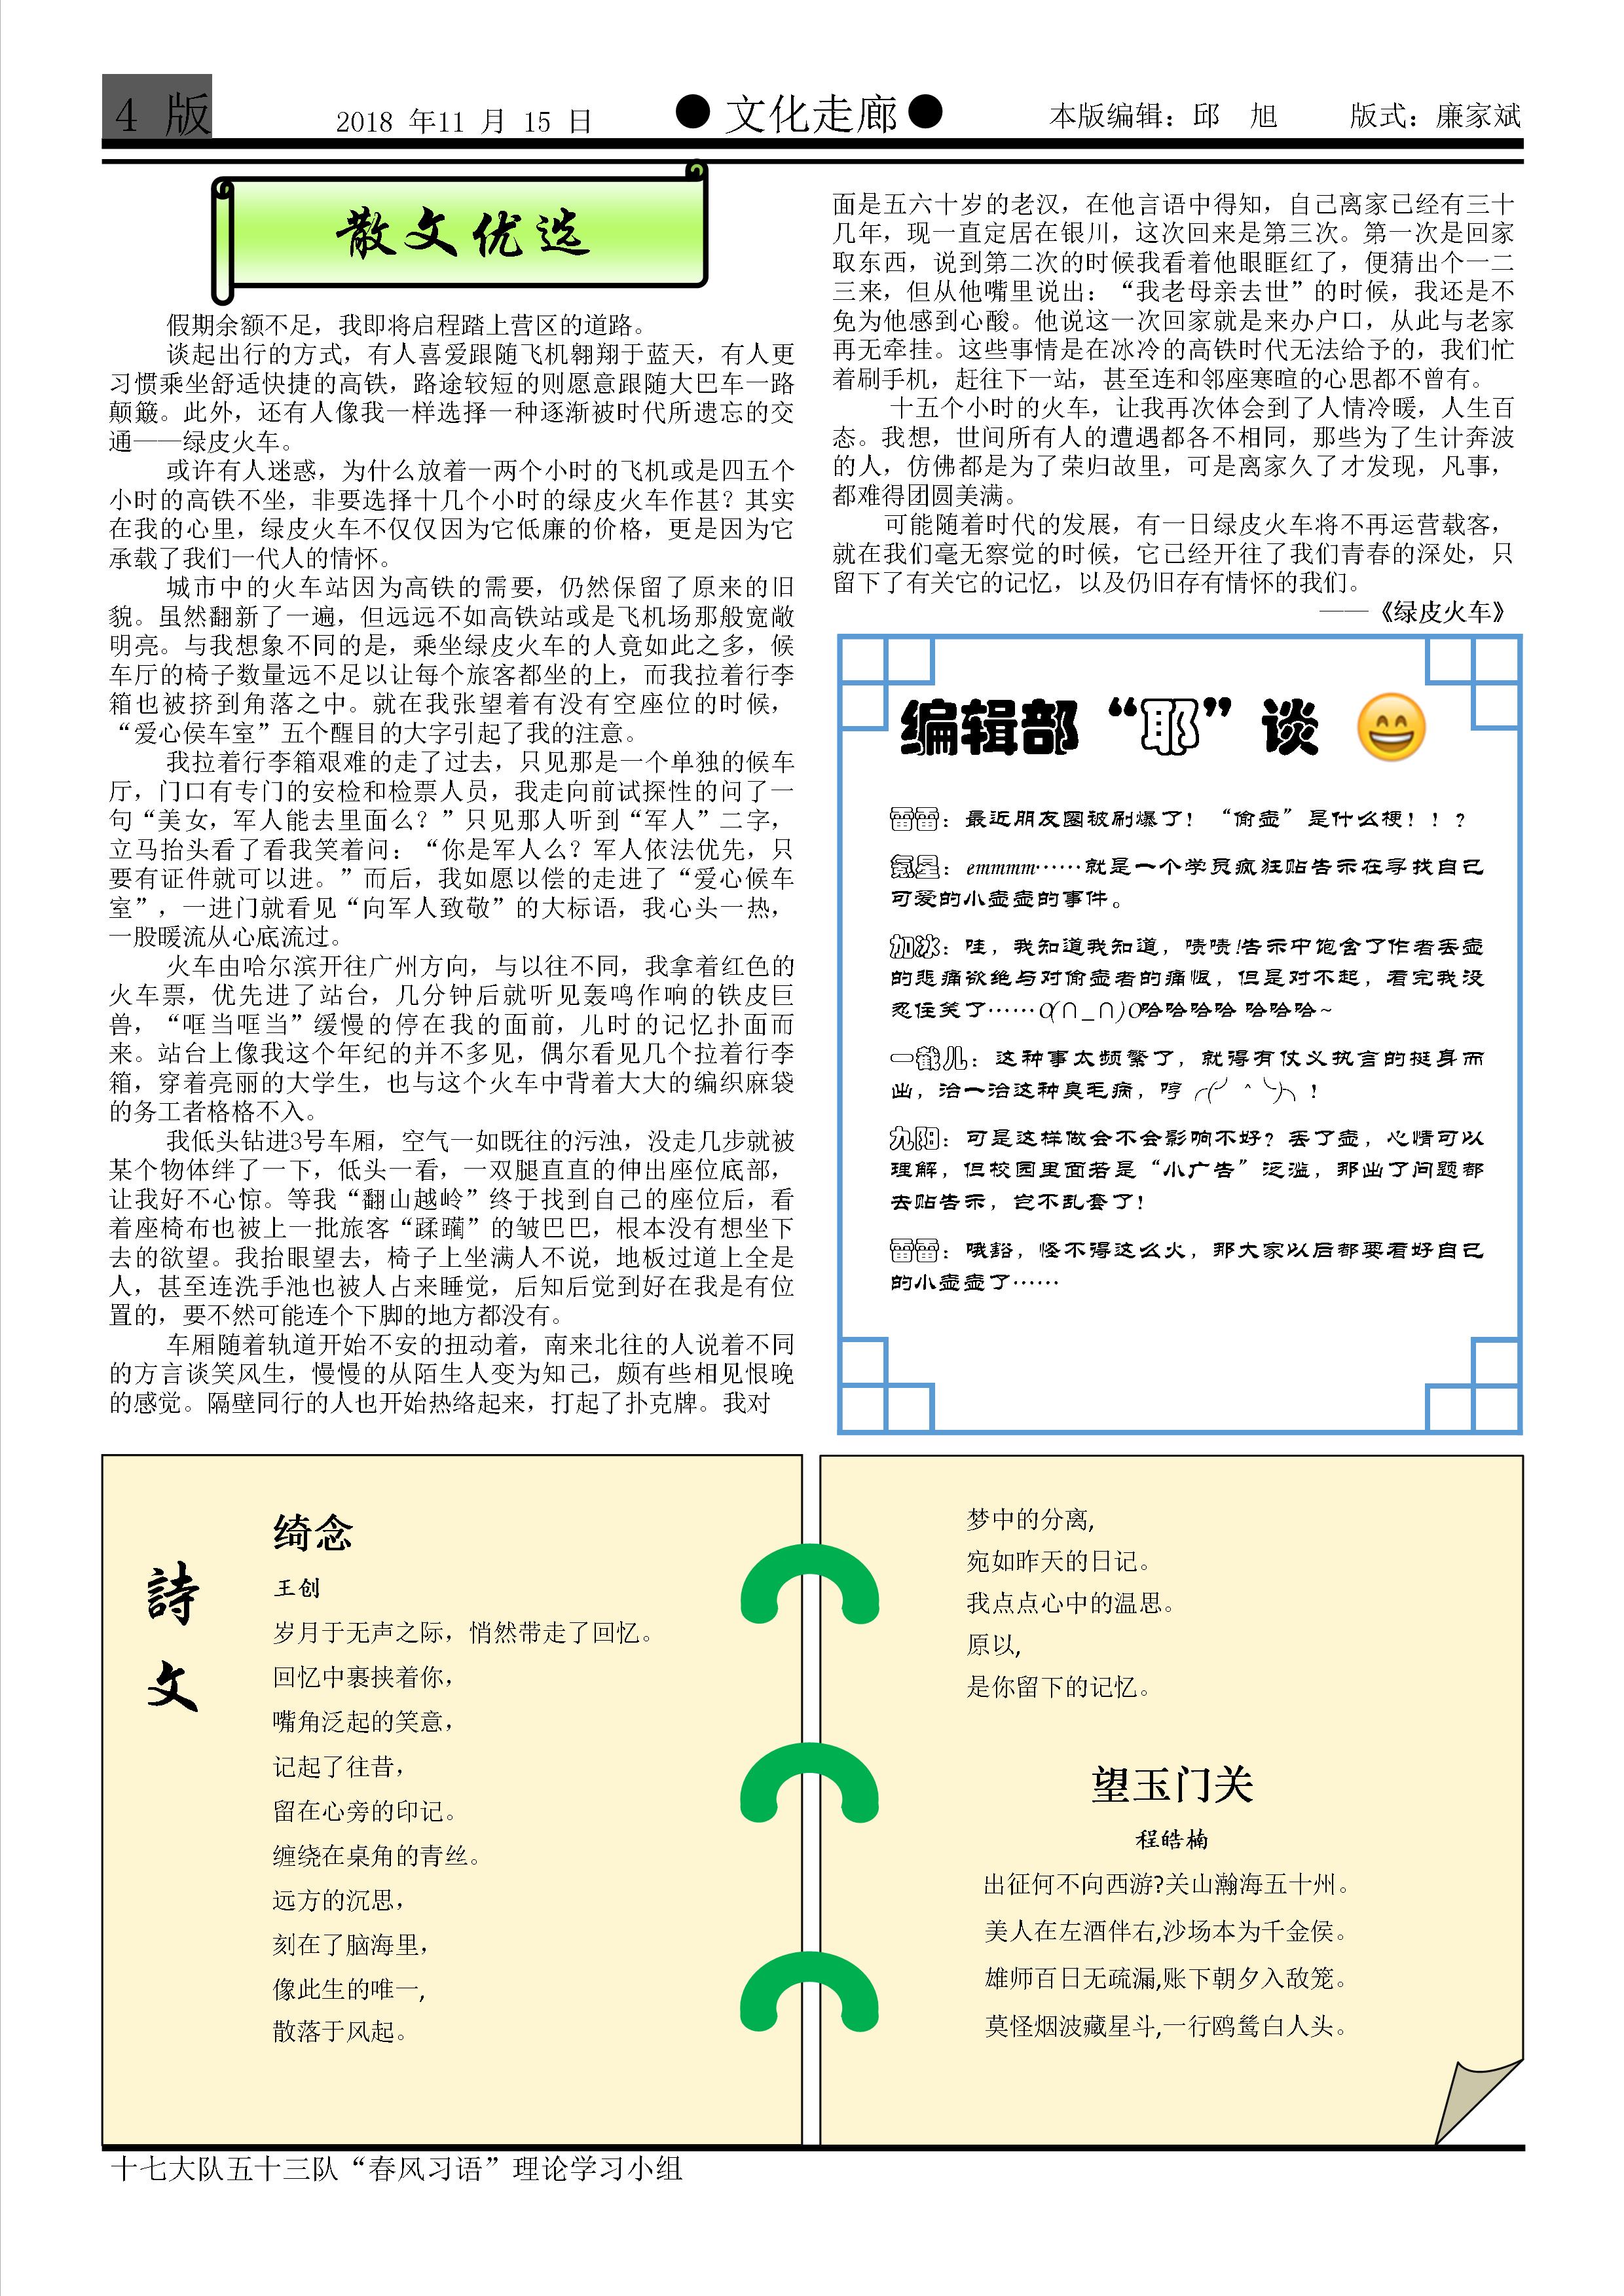 4 版
2018 年11 月 15 日
● 文化走廊 ●
本版编辑：邱 旭 版式：廉家斌
散文优选
假期余额不足，我即将启程踏上营区的道路。
谈起出行的方式，有人喜爱跟随飞机翱翔于蓝天，有人更
习惯乘坐舒适快捷的高铁，路途较短的则愿意跟随大巴车一路
颠簸。此外，还有人像我一样选择一种逐渐被时代所遗忘的交
通——绿皮火车。
或许有人迷惑，为什么放着一两个小时的飞机或是四五个
小时的高铁不坐，非要选择十几个小时的绿皮火车作甚？其实
在我的心里，绿皮火车不仅仅因为它低廉的价格，更是因为它
承载了我们一代人的情怀。
城市中的火车站因为高铁的需要，仍然保留了原来的旧
貌。虽然翻新了一遍，但远远不如高铁站或是飞机场那般宽敞
明亮。与我想象不同的是，乘坐绿皮火车的人竟如此之多，候
车厅的椅子数量远不足以让每个旅客都坐的上，而我拉着行李
箱也被挤到角落之中。就在我张望着有没有空座位的时候，
“爱心侯车室”五个醒目的大字引起了我的注意。
我拉着行李箱艰难的走了过去，只见那是一个单独的候车
厅，门口有专门的安检和检票人员，我走向前试探性的问了一
句“美女，军人能去里面么？”只见那人听到“军人”二字，
立马抬头看了看我笑着问：“你是军人么？军人依法优先，只
要有证件就可以进。”而后，我如愿以偿的走进了“爱心候车
室”，一进门就看见“向军人致敬”的大标语，我心头一热，
一股暖流从心底流过。
火车由哈尔滨开往广州方向，与以往不同，我拿着红色的
火车票，优先进了站台，几分钟后就听见轰鸣作响的铁皮巨
兽，“哐当哐当”缓慢的停在我的面前，儿时的记忆扑面而
来。站台上像我这个年纪的并不多见，偶尔看见几个拉着行李
箱，穿着亮丽的大学生，也与这个火车中背着大大的编织麻袋
的务工者格格不入。
我低头钻进3号车厢，空气一如既往的污浊，没走几步就被
某个物体绊了一下，低头一看，一双腿直直的伸出座位底部，
让我好不心惊。等我“翻山越岭”终于找到自己的座位后，看
着座椅布也被上一批旅客“蹂躏”的皱巴巴，根本没有想坐下
去的欲望。我抬眼望去，椅子上坐满人不说，地板过道上全是
人，甚至连洗手池也被人占来睡觉，后知后觉到好在我是有位
置的，要不然可能连个下脚的地方都没有。
车厢随着轨道开始不安的扭动着，南来北往的人说着不同
的方言谈笑风生，慢慢的从陌生人变为知己，颇有些相见恨晚
的感觉。隔壁同行的人也开始热络起来，打起了扑克牌。我对
面是五六十岁的老汉，在他言语中得知，自己离家已经有三十
几年，现一直定居在银川，这次回来是第三次。第一次是回家
取东西，说到第二次的时候我看着他眼眶红了，便猜出个一二
三来，但从他嘴里说出：“我老母亲去世”的时候，我还是不
免为他感到心酸。他说这一次回家就是来办户口，从此与老家
再无牵挂。这些事情是在冰冷的高铁时代无法给予的，我们忙
着刷手机，赶往下一站，甚至连和邻座寒暄的心思都不曾有。
十五个小时的火车，让我再次体会到了人情冷暖，人生百
态。我想，世间所有人的遭遇都各不相同，那些为了生计奔波
的人，仿佛都是为了荣归故里，可是离家久了才发现，凡事，
都难得团圆美满。
可能随着时代的发展，有一日绿皮火车将不再运营载客，
就在我们毫无察觉的时候，它已经开往了我们青春的深处，只
留下了有关它的记忆，以及仍旧存有情怀的我们。
——《绿皮火车》
编辑部“耶”谈
雷雷：最近朋友圈被刷爆了！“偷壶”是什么梗！！？
氪星：emmmm……就是一个学员疯狂贴告示在寻找自己
可爱的小壶壶的事件。
加冰：哇，我知道我知道，啧啧!告示中饱含了作者丢壶
的悲痛欲绝与对偷壶者的痛恨，但是对不起，看完我没
忍住笑了……O(∩_∩)O哈哈哈哈 哈哈哈~
一截儿：这种事太频繁了，就得有仗义执言的挺身而
出，治一治这种臭毛病，哼╭(╯^╰)╮！
九阳：可是这样做会不会影响不好？丢了壶，心情可以
理解，但校园里面若是“小广告”泛滥，那出了问题都
去贴告示，岂不乱套了！
雷雷：哦豁，怪不得这么火，那大家以后都要看好自己
的小壶壶了……
詩文
绮念
王创
岁月于无声之际，悄然带走了回忆。
回忆中裹挟着你，
嘴角泛起的笑意，
记起了往昔，
留在心旁的印记。
缠绕在桌角的青丝。
远方的沉思，
刻在了脑海里，
像此生的唯一，
散落于风起。
梦中的分离，
宛如昨天的日记。
我点点心中的温思。
原以，
是你留下的记忆。
望玉门关
程皓楠
出征何不向西游?关山瀚海五十州。
美人在左酒伴右,沙场本为千金侯。
雄师百日无疏漏,账下朝夕入敌笼。
莫怪烟波藏星斗,一行鸥鸶白人头。
十七大队五十三队“春风习语”理论学习小组